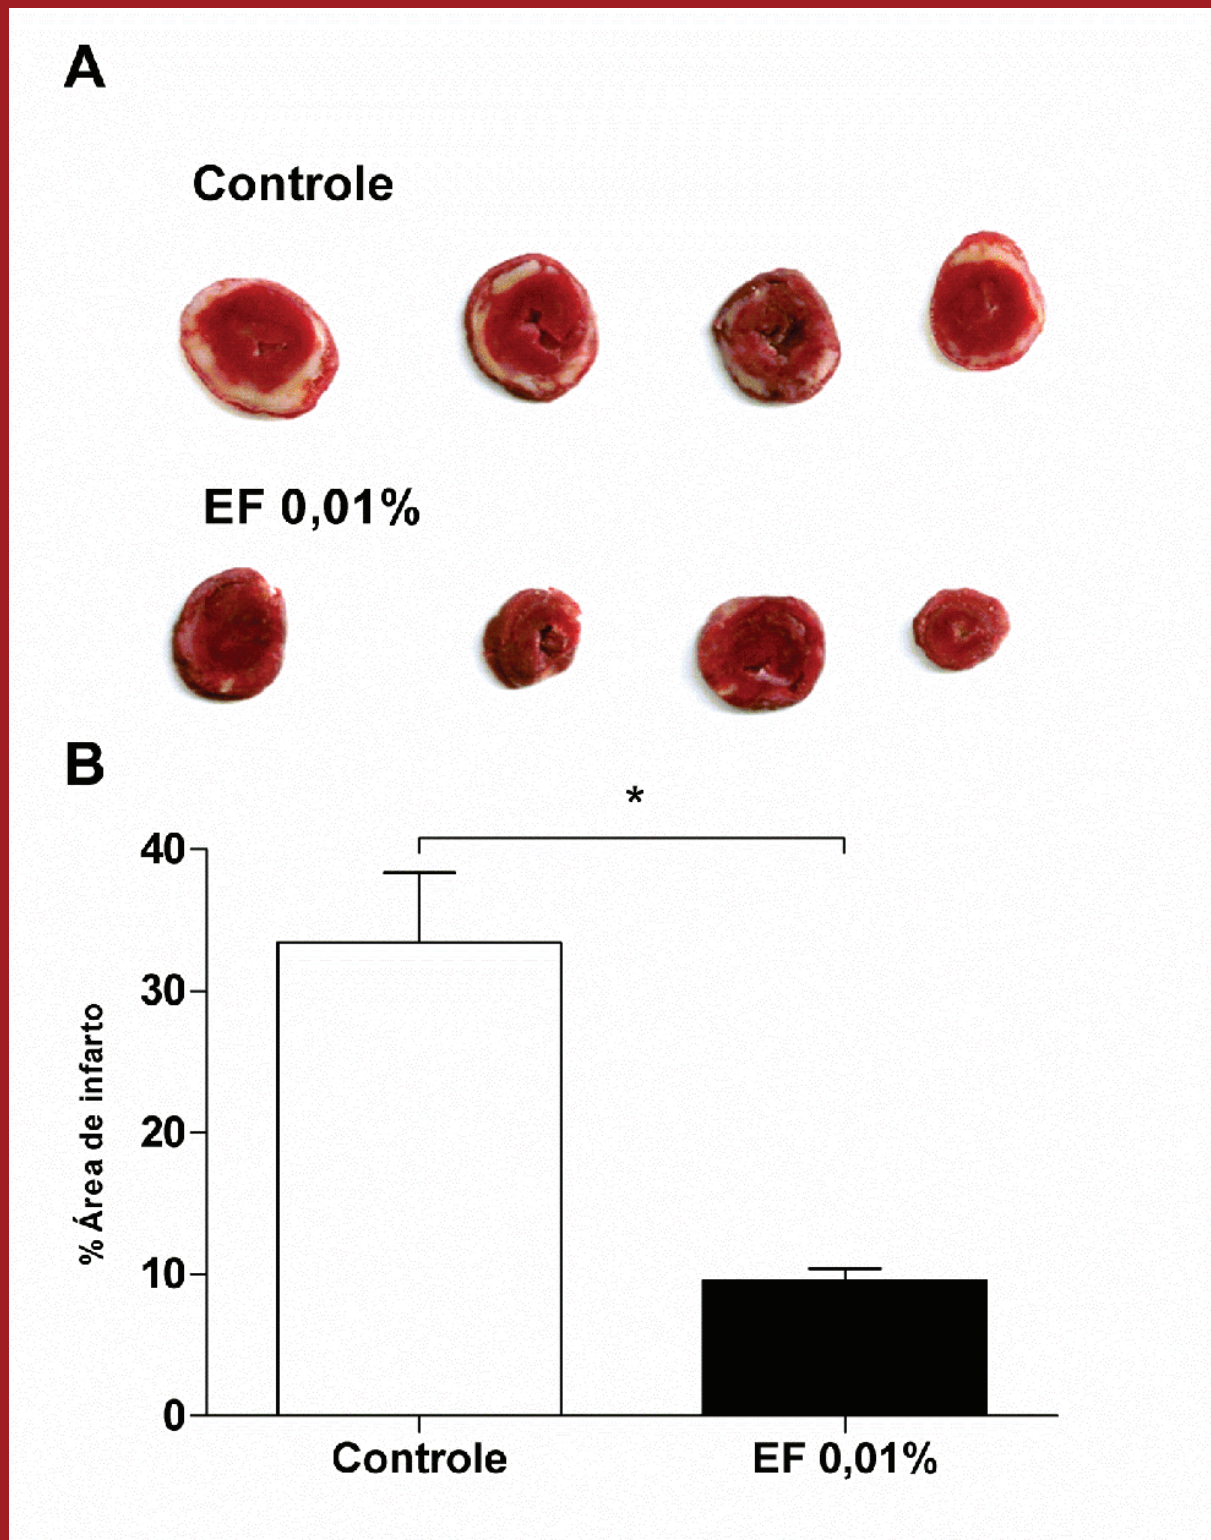 A
Controle
EF 0,01%
B
*
40
30
20
10
0
% Área de infarto
Controle
EF 0,01%